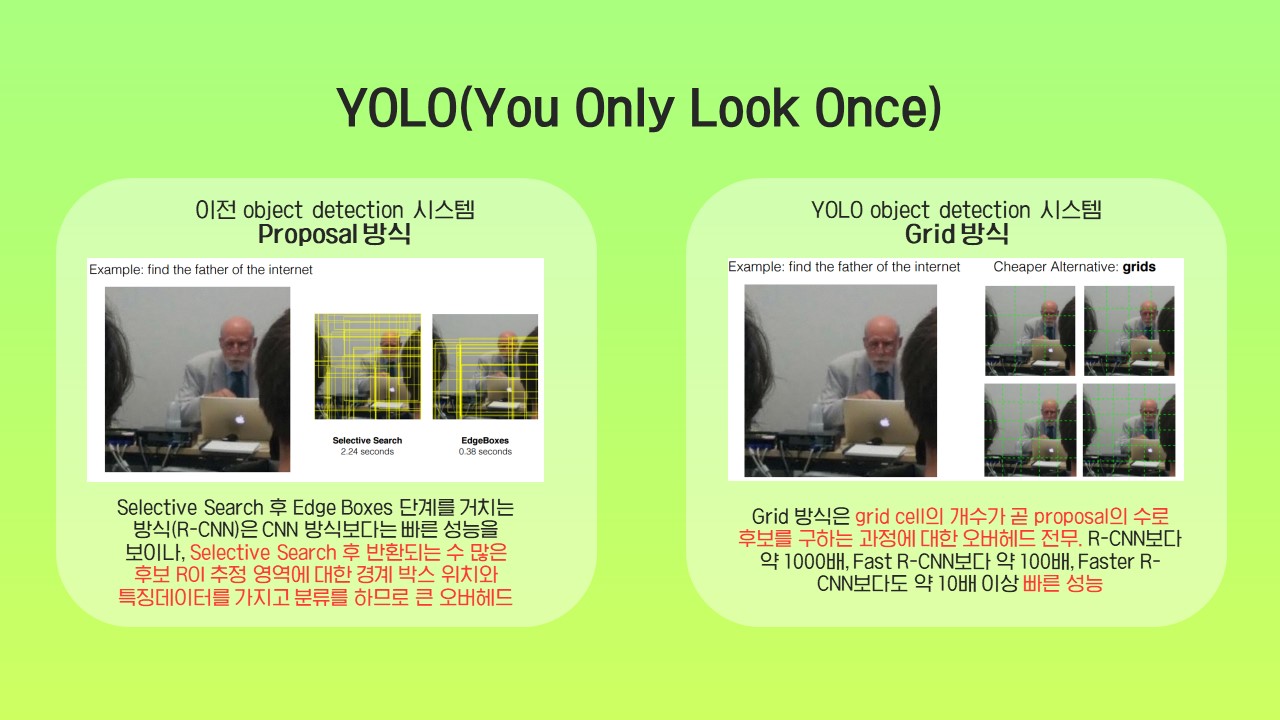 YOLO(You Only Look Once)
이전 object detection 시스템
Proposal 방식
Example: find the father of the internet
Selective Search
2.24 seconds
EdgeBoxes
0.38 seconds
Selective Search 후 Edge Boxes 단계를 거치는
방식(R-CNN)은 CNN 방식보다는 빠른 성능을
보이나, Selective Search 후 반환되는 수 많은
후보 ROI 추정 영역에 대한 경계 박스 위치와
특징데이터를 가지고 분류를 하므로 큰 오버헤드
YOLO object detection 시스템
Grid 방식
Example: find the father of the internet
Cheaper Alternative: grids
Grid 방식은 grid cell의 개수가 곧 proposal의 수로
후보를 구하는 과정에 대한 오버헤드 전무. R-CNN보다
약 1000배, Fast R-CNN보다 약 100배, Faster R-
CNN보다도 약 10배 이상 빠른 성능